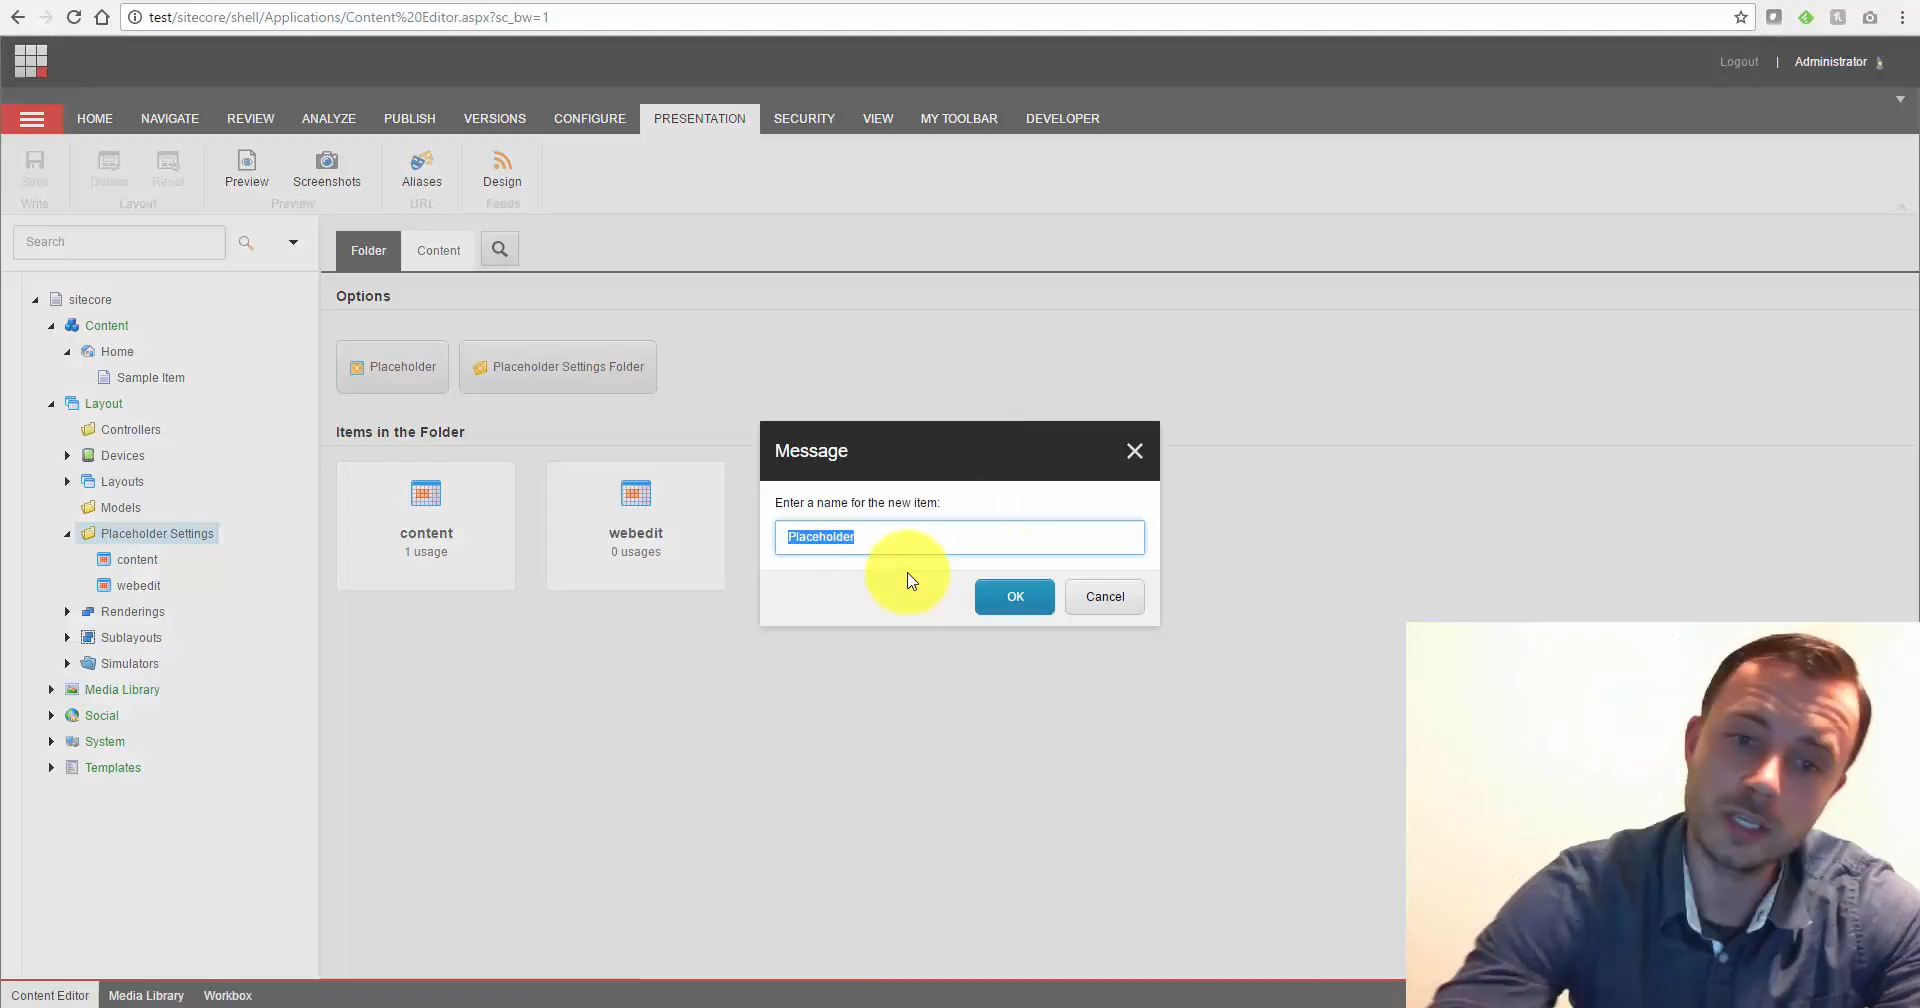 test/sitecore/shell/Applications/Content%20Editor.aspx?sc_bw=1
Logout | Administrator
HOME NAVIGATE REVIEW ANALYZE PUBLISH VERSIONS CONFIGURE PRESENTATION SECURITY VIEW MY TOOLBAR DEVELOPER
Save Details Reset Preview Screenshots Aliases Design
Write Layout Preview URL Feeds
Search
Folder Content
sitecore
Content
Home
Sample Item
Layout
Controllers
Devices
Layouts
Models
Placeholder Settings
content
webedit
Renderings
Sublayouts
Simulators
Media Library
Social
System
Templates
Options
Placeholder Placeholder Settings Folder
Items in the Folder
content
1 usage
webedit
0 usages
Message
Enter a name for the new item:
Placeholder
OK Cancel
Content Editor Media Library Workbox